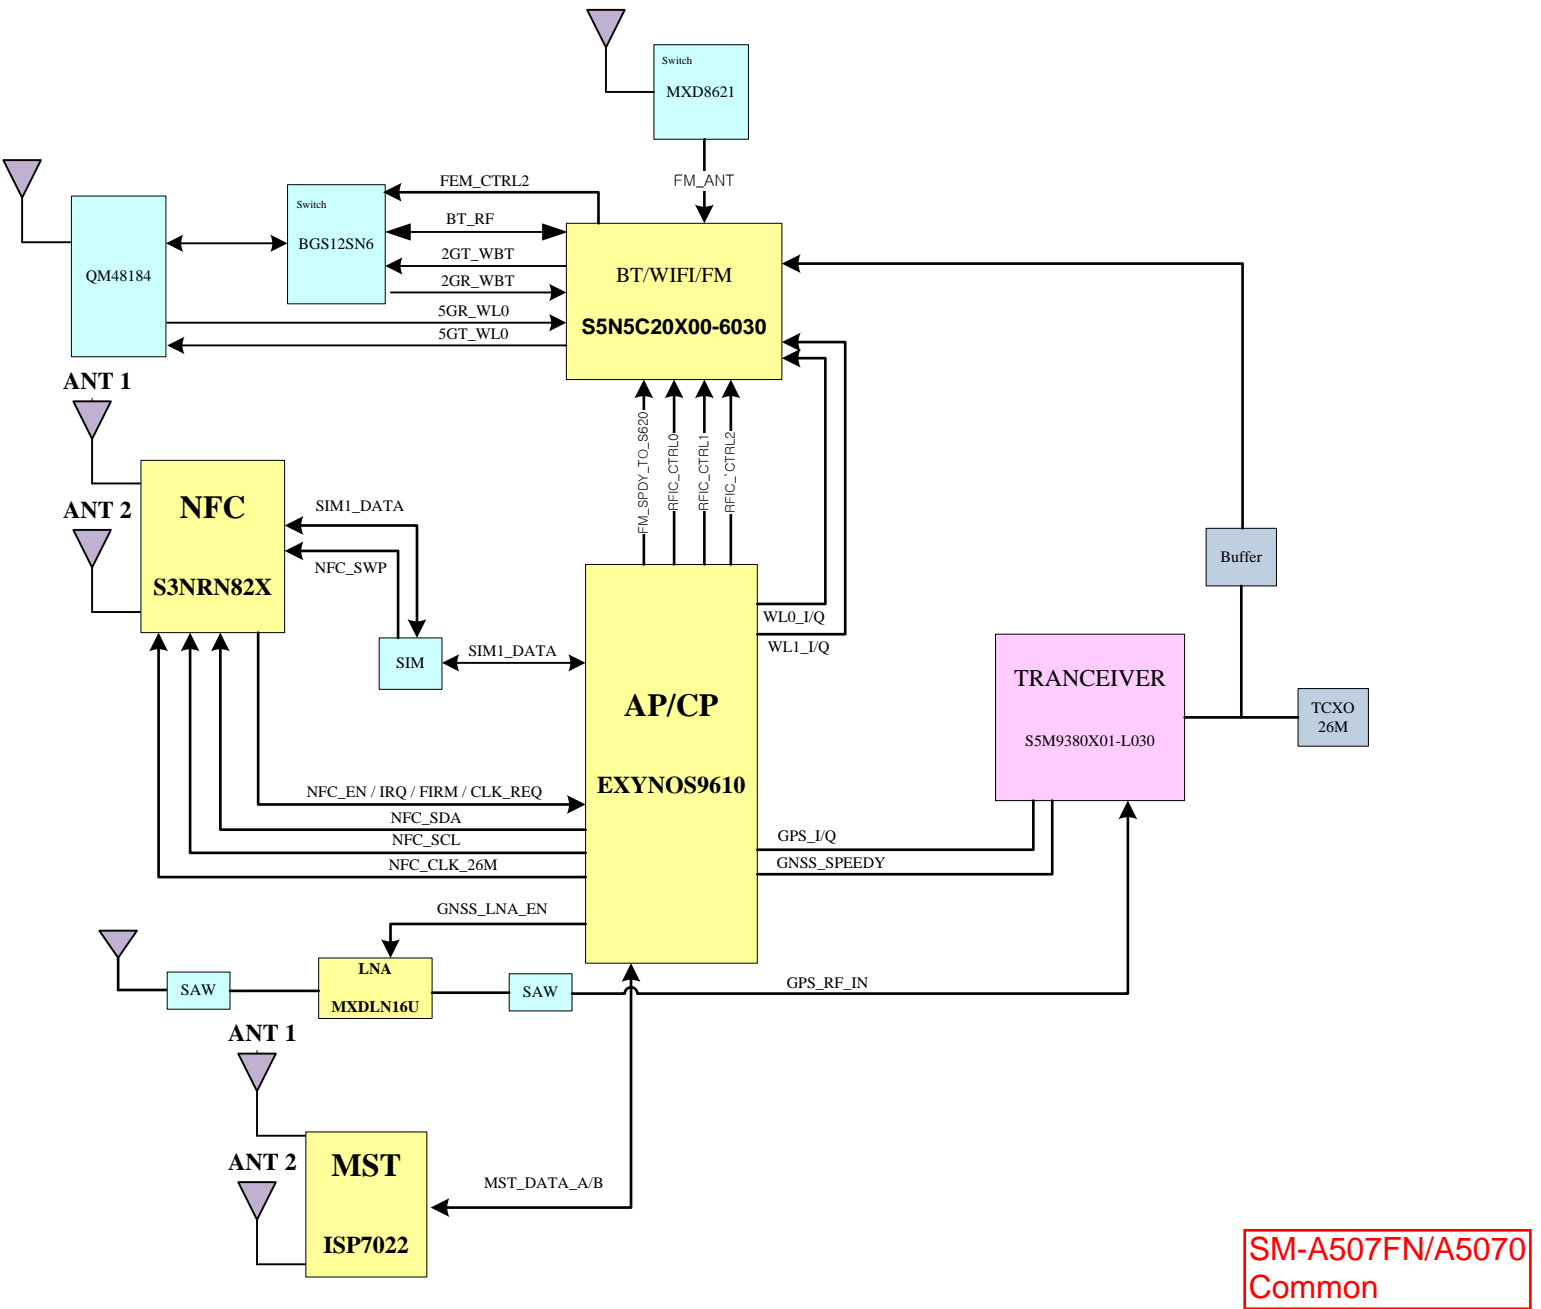 Switch
MXD8621
FM_ANT
FEM_CTRL2
Switch
BGS12SN6
BT_RF
2GT_WBT
2GR_WBT
5GR_WL0
5GT_WL0
QM48184
BT/WIFI/FM
S5N5C20X00-6030
ANT 1
ANT 2
NFC
S3NRN82X
SIM1_DATA
NFC_SWP
SIM
SIM1_DATA
FM_SPDY_TO_S620
RFIC_CTRL0
RFIC_CTRL1
RFIC_`CTRL2
WL0_I/Q
WL1_I/Q
AP/CP
EXYNOS9610
Buffer
TRANCEIVER
S5M9380X01-L030
TCXO
26M
NFC_EN / IRQ / FIRM / CLK_REQ
NFC_SDA
NFC_SCL
NFC_CLK_26M
GPS_I/Q
GNSS_SPEEDY
GNSS_LNA_EN
SAW
LNA
MXDLN16U
SAW
GPS_RF_IN
ANT 1
ANT 2
MST
ISP7022
MST_DATA_A/B
SM-A507FN/A5070
Common